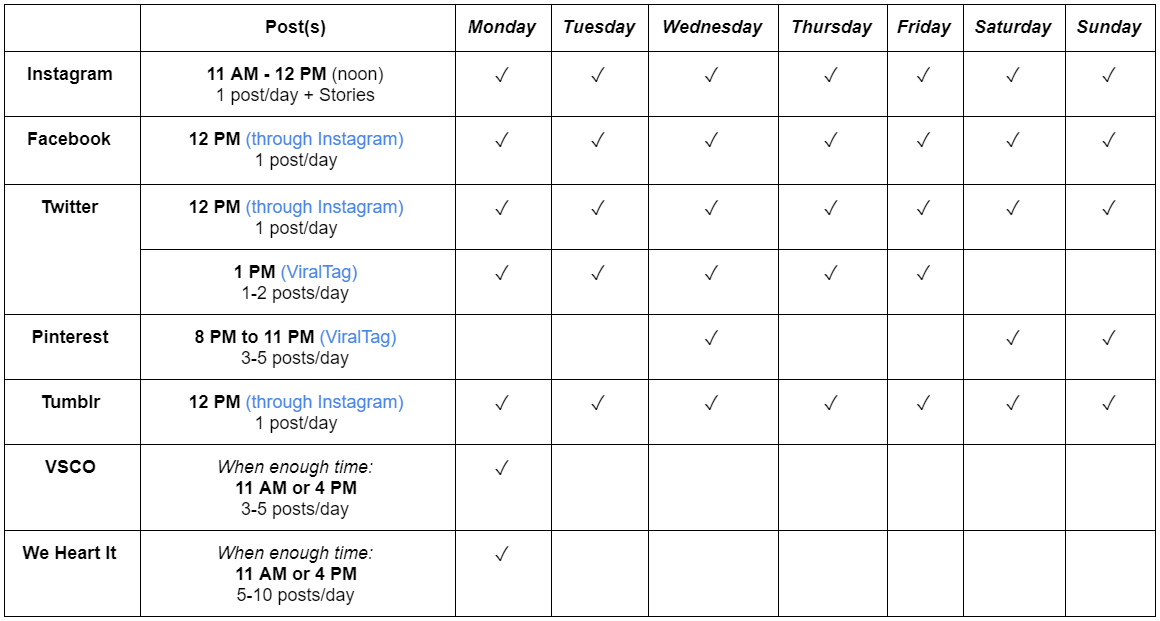 Post(s) Monday Tuesday Wednesday Thursday Friday Saturday Sunday
Instagram 11 AM - 12 PM (noon) ✓ ✓ ✓ ✓ ✓ ✓ ✓
1 post/day + Stories
Facebook 12 PM (through Instagram) ✓ ✓ ✓ ✓ ✓ ✓ ✓
1 post/day
Twitter 12 PM (through Instagram) ✓ ✓ ✓ ✓ ✓ ✓ ✓
1 post/day
1 PM (ViralTag) ✓ ✓ ✓ ✓ ✓
1-2 posts/day
Pinterest 8 PM to 11 PM (ViralTag) ✓ ✓ ✓
3-5 posts/day
Tumblr 12 PM (through Instagram) ✓ ✓ ✓ ✓ ✓ ✓ ✓
1 post/day
VSCO When enough time: ✓
11 AM or 4 PM
3-5 posts/day
We Heart It When enough time: ✓
11 AM or 4 PM
5-10 posts/day